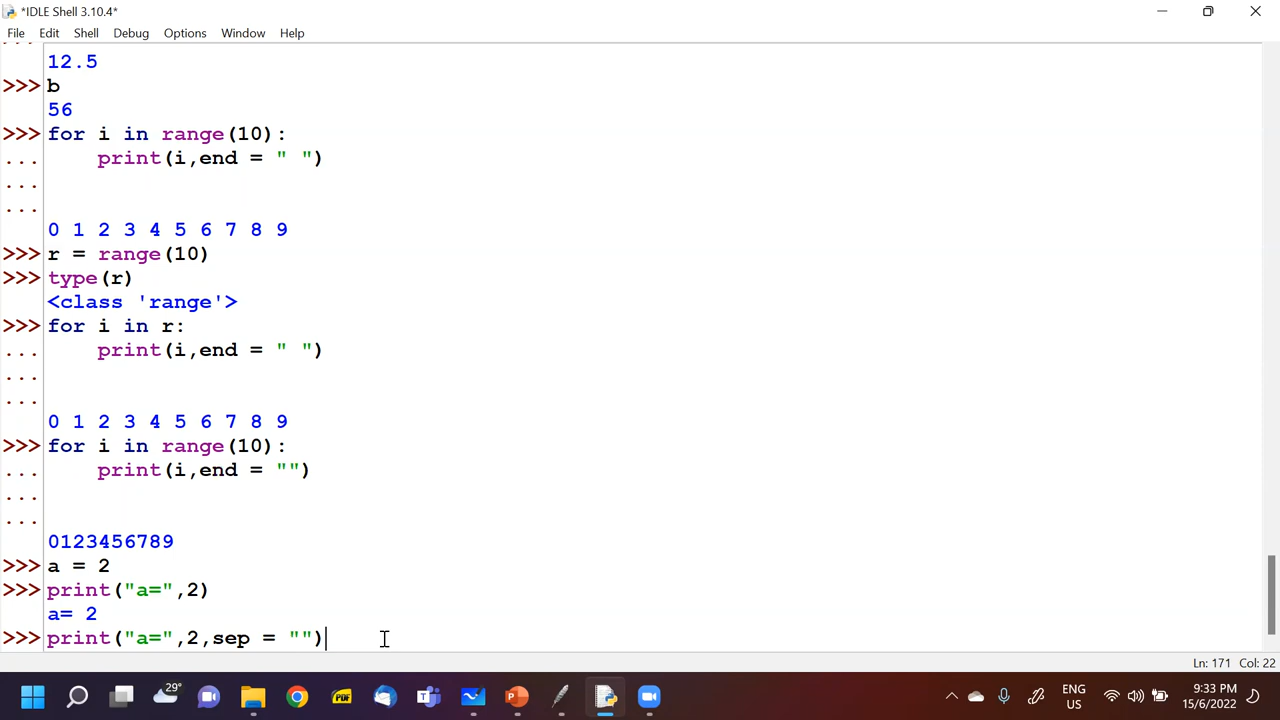 *IDLE Shell 3.10.4*
File Edit Shell Debug Options Window Help
12.5
>>> b
56
>>> for i in range(10):
...     print(i,end = " ")
...
...
0 1 2 3 4 5 6 7 8 9
>>> r = range(10)
>>> type(r)
<class 'range'>
>>> for i in r:
...     print(i,end = " ")
...
...
0 1 2 3 4 5 6 7 8 9
>>> for i in range(10):
...     print(i,end = "")
...
...
0123456789
>>> a = 2
>>> print("a=",2)
a= 2
>>> print("a=",2,sep = "")
Ln: 171 Col: 22
29°
PDF
ENG
US
9:33 PM
15/6/2022